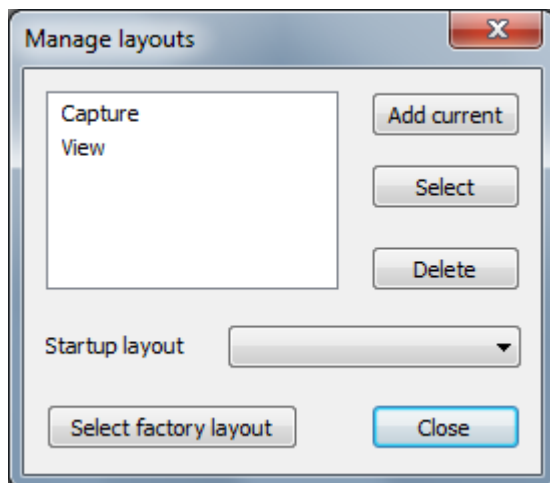 Manage layouts
Capture
View
Add current
Select
Delete
Startup layout
Select factory layout
Close